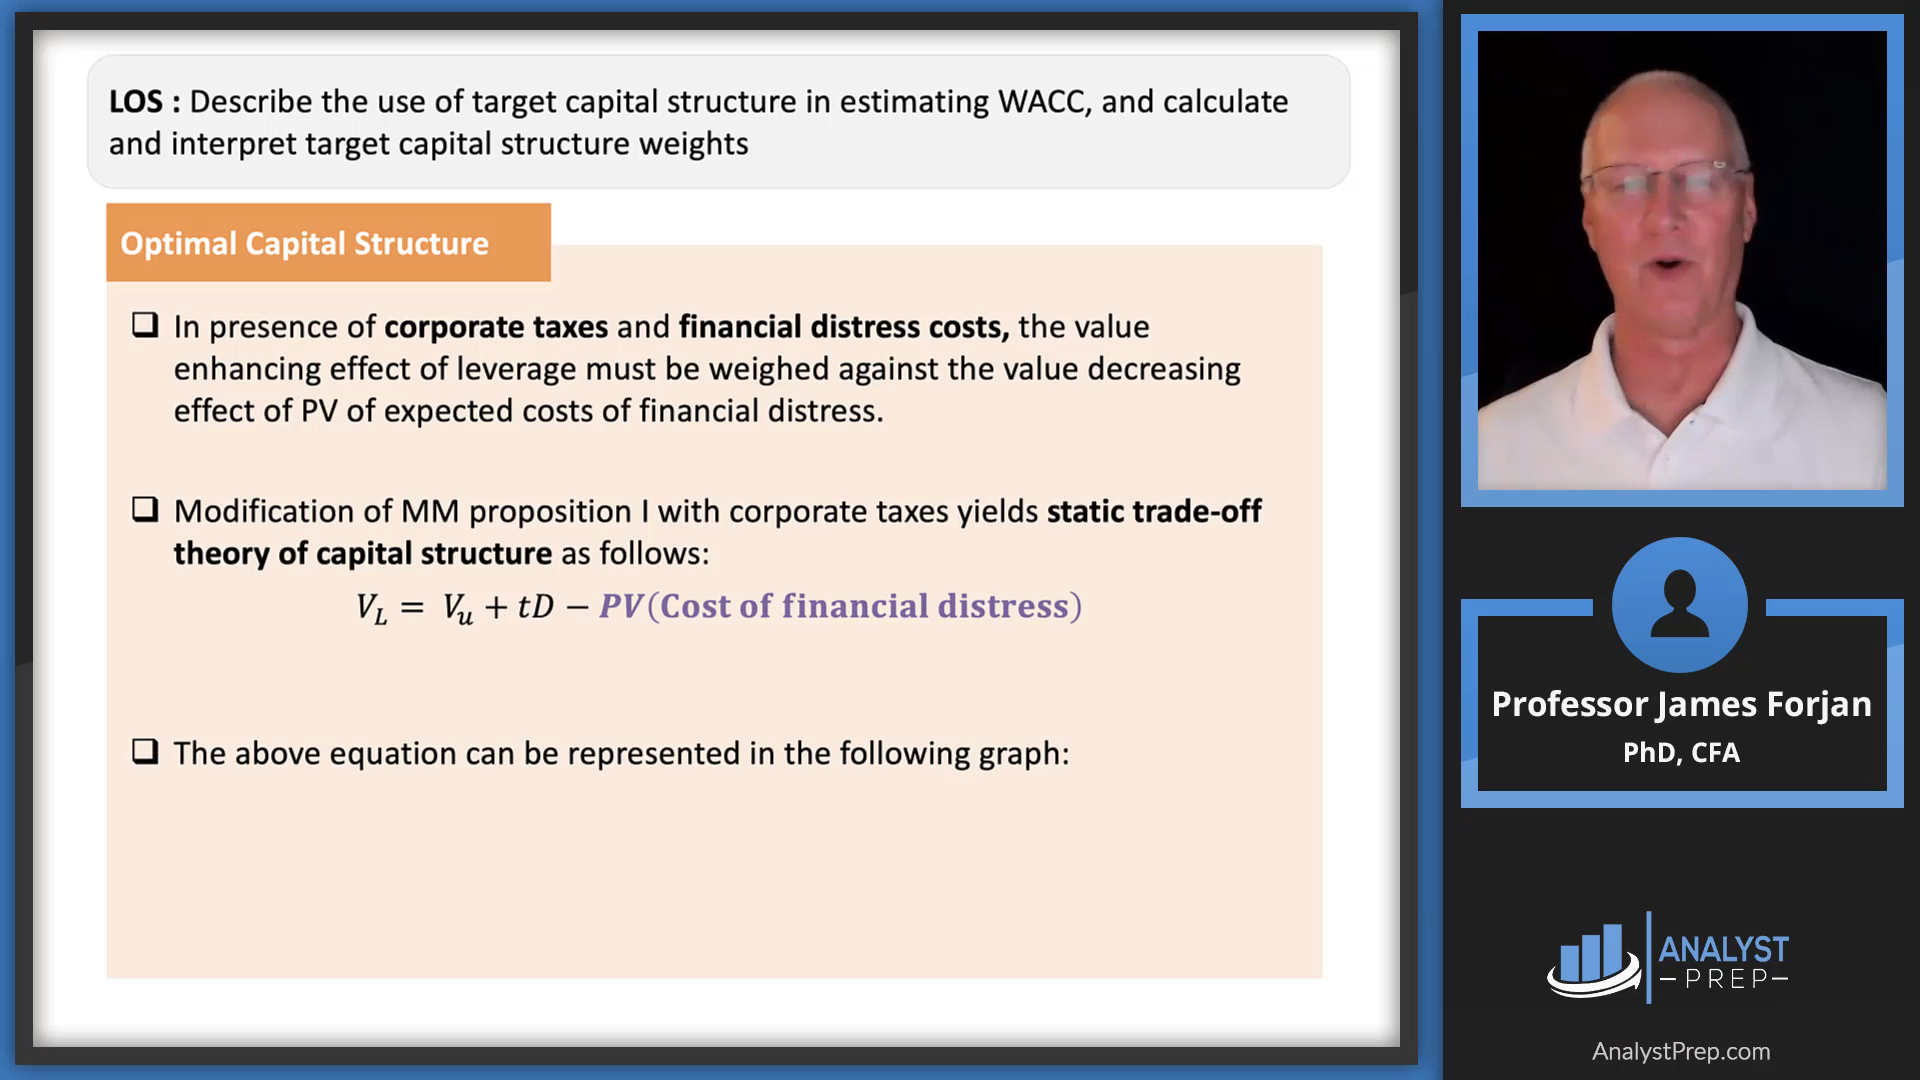 LOS : Describe the use of target capital structure in estimating WACC, and calculate
and interpret target capital structure weights
Optimal Capital Structure
❑ In presence of corporate taxes and financial distress costs, the value
enhancing effect of leverage must be weighed against the value decreasing
effect of PV of expected costs of financial distress.
❑ Modification of MM proposition I with corporate taxes yields static trade-off
theory of capital structure as follows:
V_L = V_u + tD − PV(Cost of financial distress)
❑ The above equation can be represented in the following graph:
Professor James Forjan
PhD, CFA
ANALYST
PREP
AnalystPrep.com